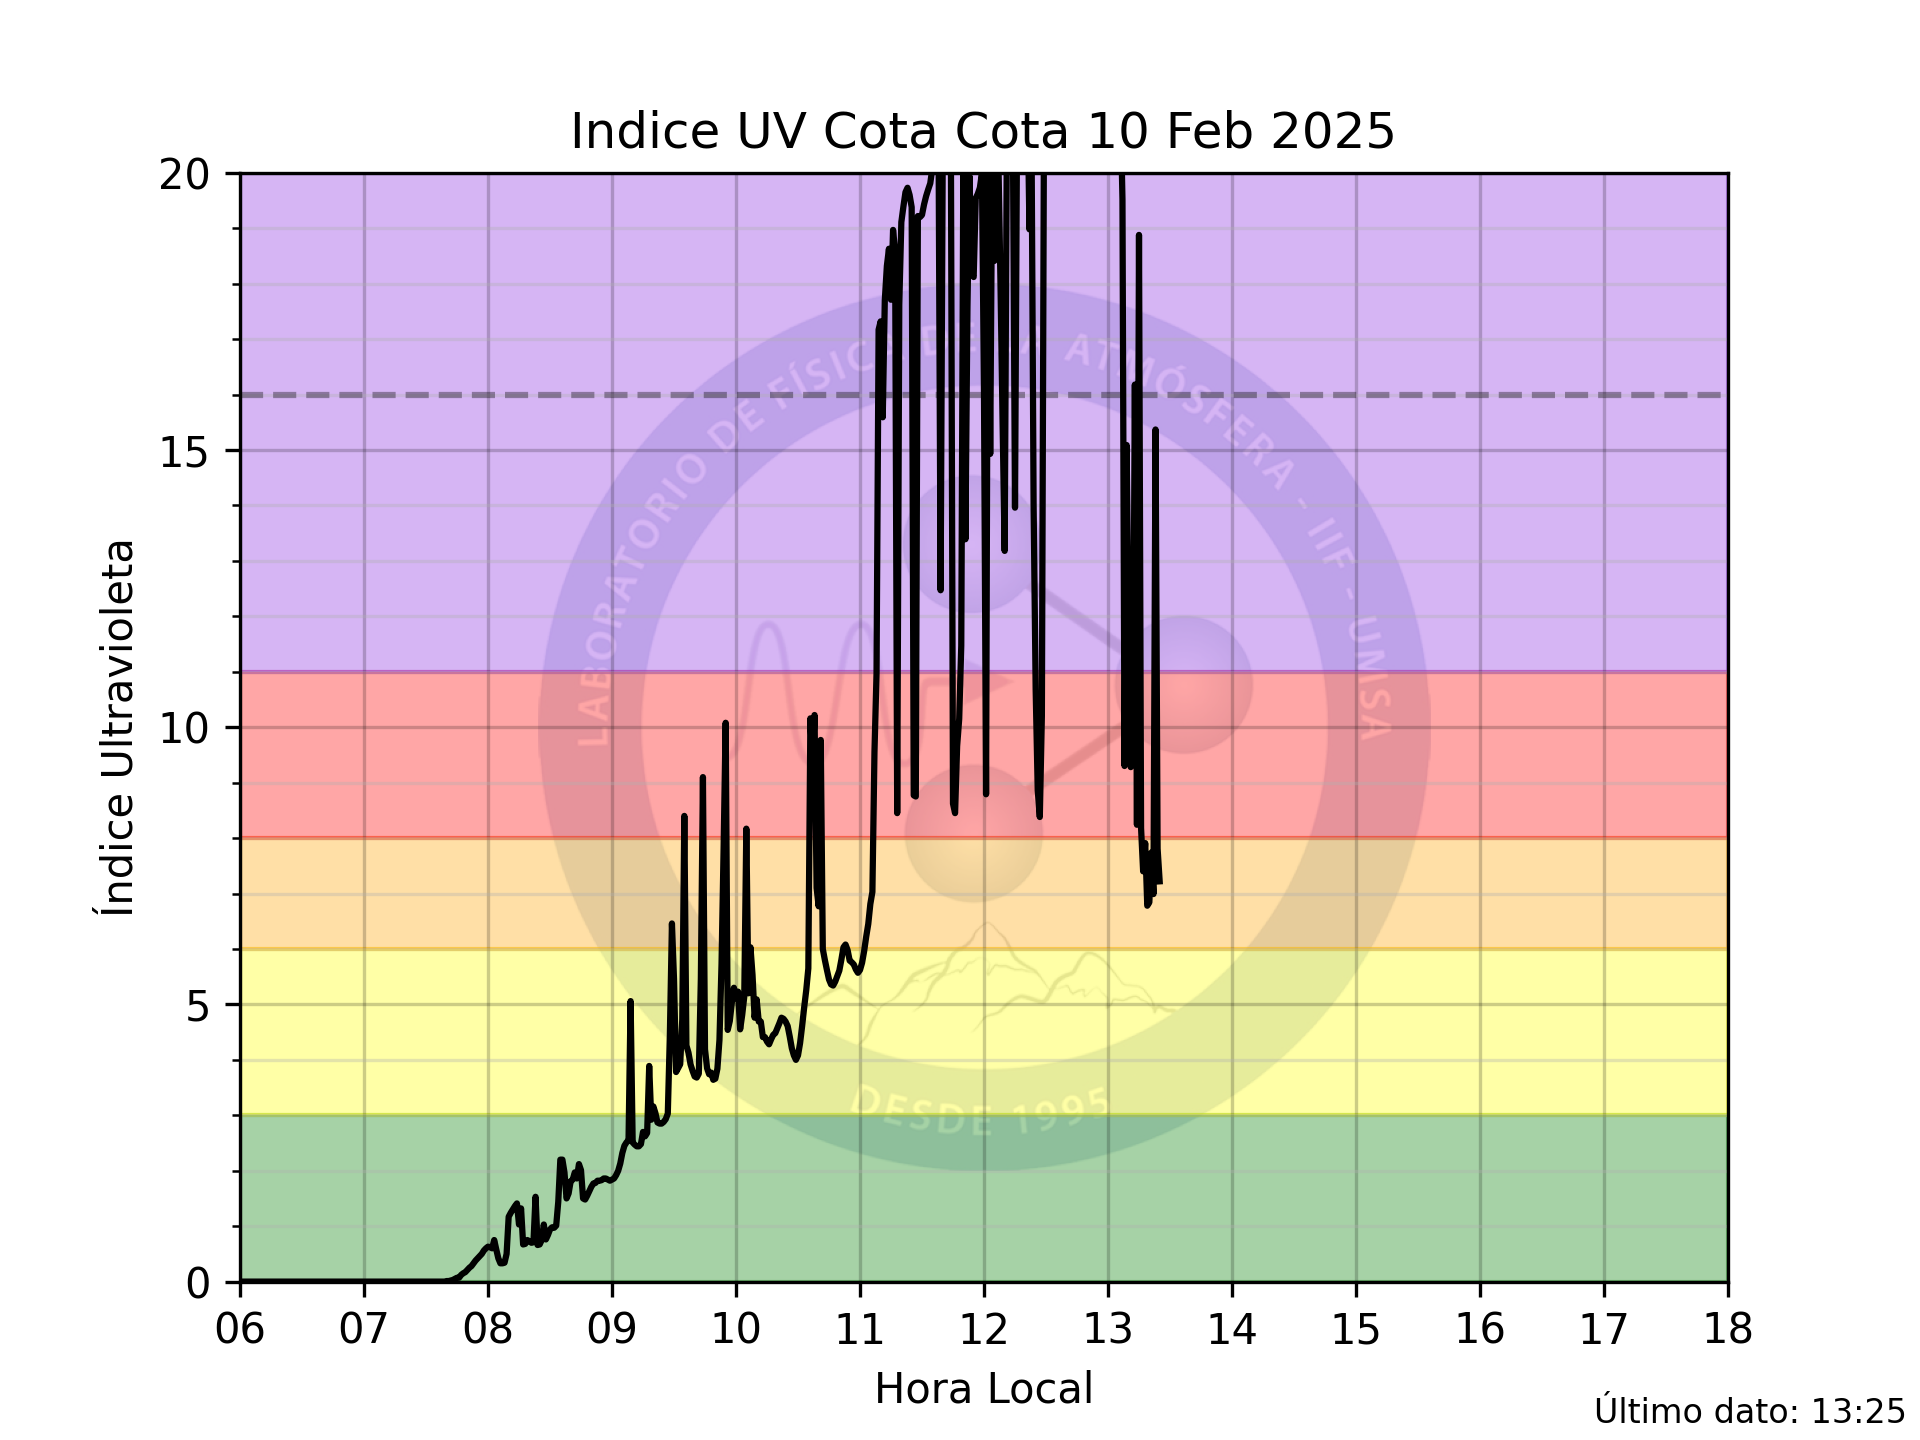 Indice UV Cota Cota 10 Feb 2025
20
15
10
5
0
Índice Ultravioleta
LABORATORIO DE FÍSICA DE LA ATMÓSFERA - IIF - UMSA
DESDE 1995
06 07 08 09 10 11 12 13 14 15 16 17 18
Hora Local
Último dato: 13:25